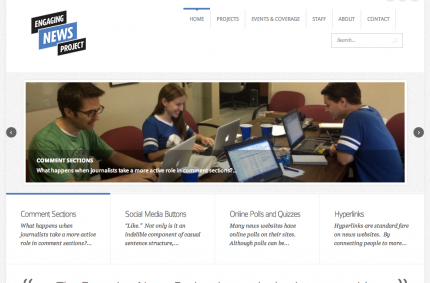 ENGAGING
NEWS
PROJECT
HOME PROJECTS EVENTS & COVERAGE STAFF ABOUT CONTACT
Search...
COMMENT SECTIONS
What happens when journalists take a more active role in comment sections?...
Comment Sections
What happens when
journalists take a more active
role in comment sections?...
Social Media Buttons
"Like." Not only is it an
indelible component of casual
sentence structure,...
Online Polls and Quizzes
Many news websites have
online polls on their sites.
Although polls can be...
Hyperlinks
Hyperlinks are standard fare
on news websites. By
connecting people to more...